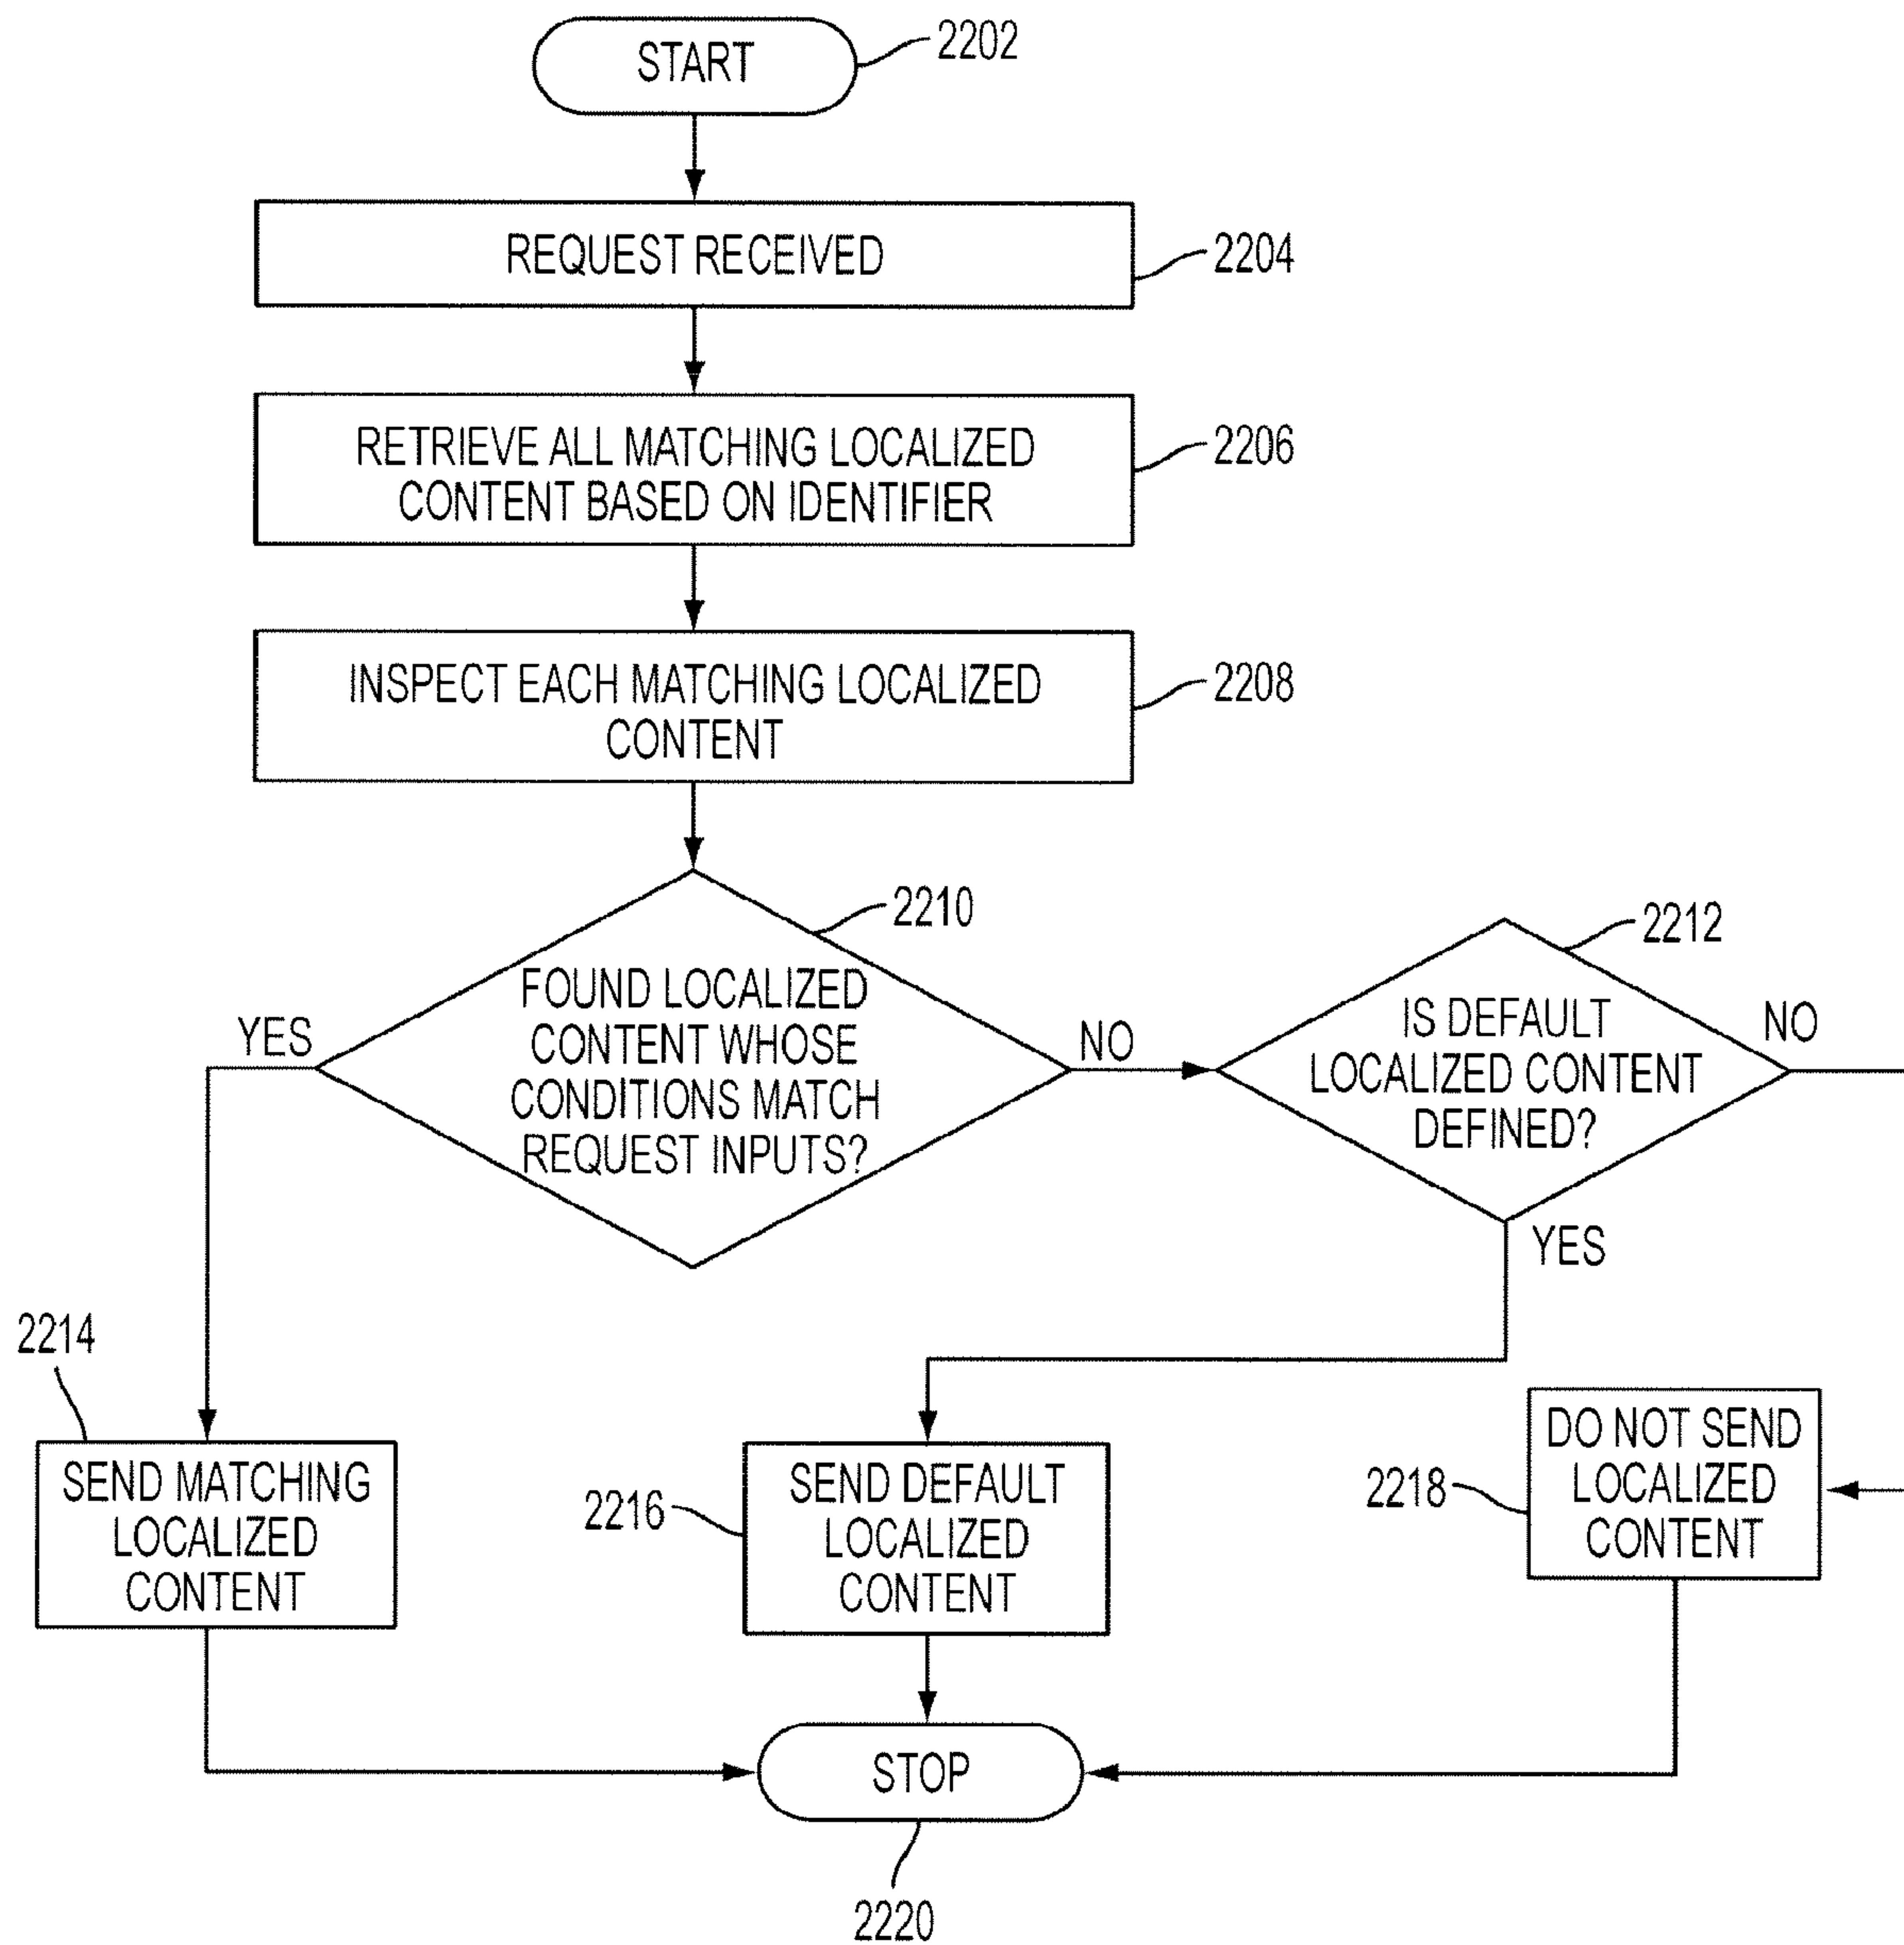 START
2202
REQUEST RECEIVED
2204
RETRIEVE ALL MATCHING LOCALIZED
CONTENT BASED ON IDENTIFIER
2206
INSPECT EACH MATCHING LOCALIZED
CONTENT
2208
2210
FOUND LOCALIZED
CONTENT WHOSE
CONDITIONS MATCH
REQUEST INPUTS?
YES
NO
2212
IS DEFAULT
LOCALIZED CONTENT
DEFINED?
NO
YES
2214
SEND MATCHING
LOCALIZED
CONTENT
2216
SEND DEFAULT
LOCALIZED
CONTENT
2218
DO NOT SEND
LOCALIZED
CONTENT
STOP
2220